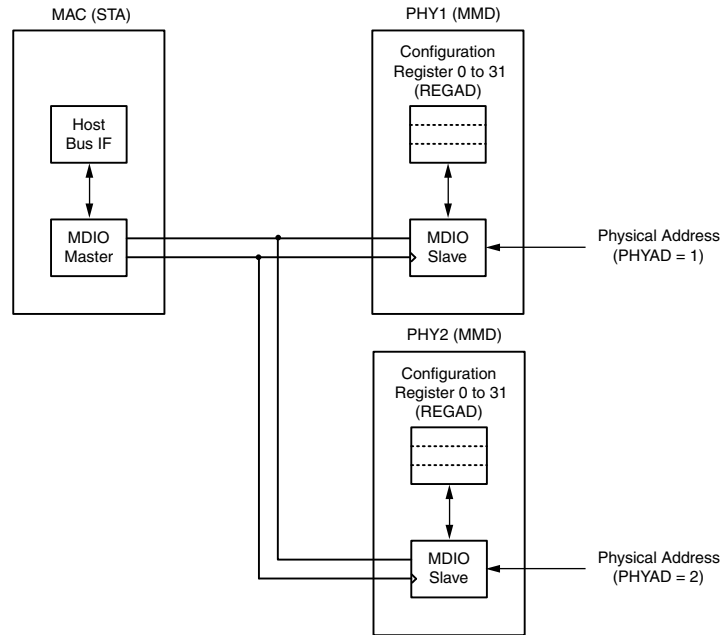 MAC (STA)
Host
Bus IF
MDIO
Master
PHY1 (MMD)
Configuration
Register 0 to 31
(REGAD)
MDIO
Slave
Physical Address
(PHYAD = 1)
PHY2 (MMD)
Configuration
Register 0 to 31
(REGAD)
MDIO
Slave
Physical Address
(PHYAD = 2)